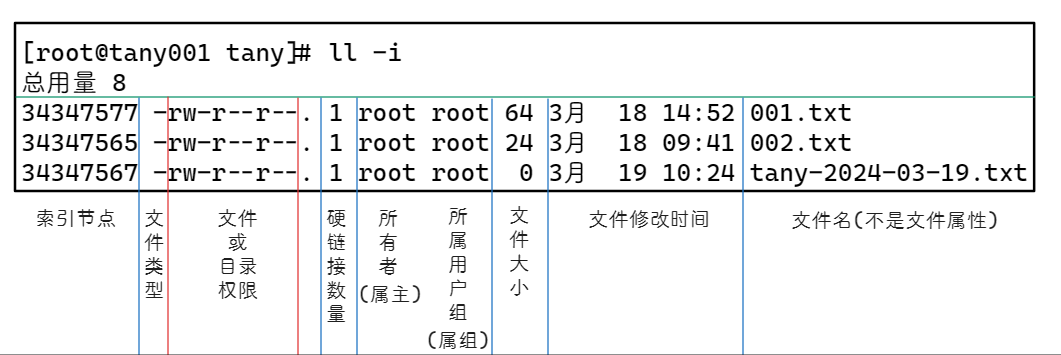 [root@tany001 tany]# ll -i
总用量 8
34347577 -rw-r--r--. 1 root root 64 3月 18 14:52 001.txt
34347565 -rw-r--r--. 1 root root 24 3月 18 09:41 002.txt
34347567 -rw-r--r--. 1 root root 0 3月 19 10:24 tany-2024-03-19.txt
索引节点
文件类型
文件
或
目录
权限
硬链接数量
所有者
(属主)
所属用户组
(属组)
文件大小
文件修改时间
文件名(不是文件属性)